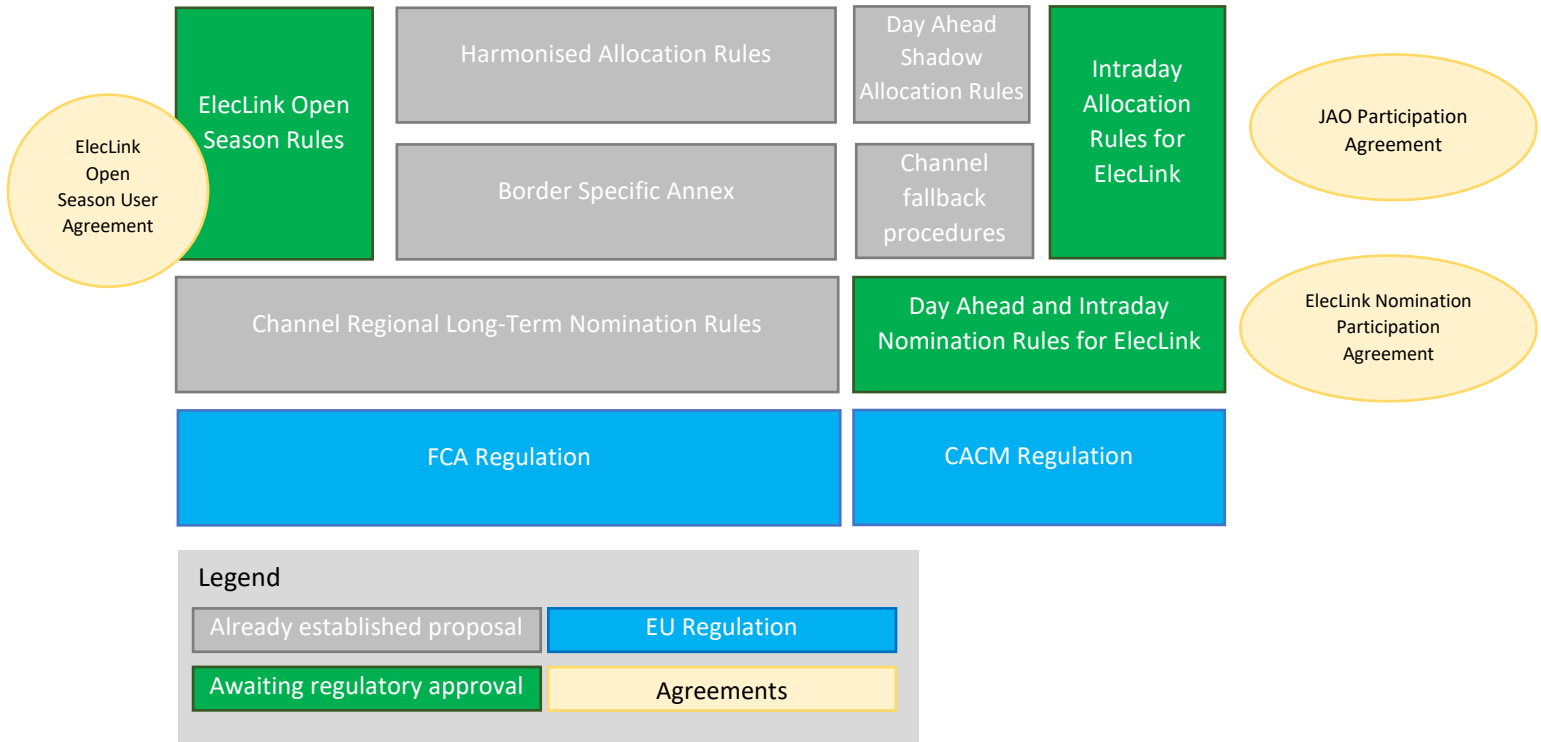 ElecLink
Open
Season User
Agreement
ElecLink Open
Season Rules
Harmonised Allocation Rules
Border Specific Annex
Day Ahead
Shadow
Allocation Rules
Channel
fallback
procedures
Intraday
Allocation
Rules for
ElecLink
JAO Participation
Agreement
Channel Regional Long-Term Nomination Rules
Day Ahead and Intraday
Nomination Rules for ElecLink
ElecLink Nomination
Participation
Agreement
FCA Regulation
CACM Regulation
Legend
Already established proposal
EU Regulation
Awaiting regulatory approval
Agreements